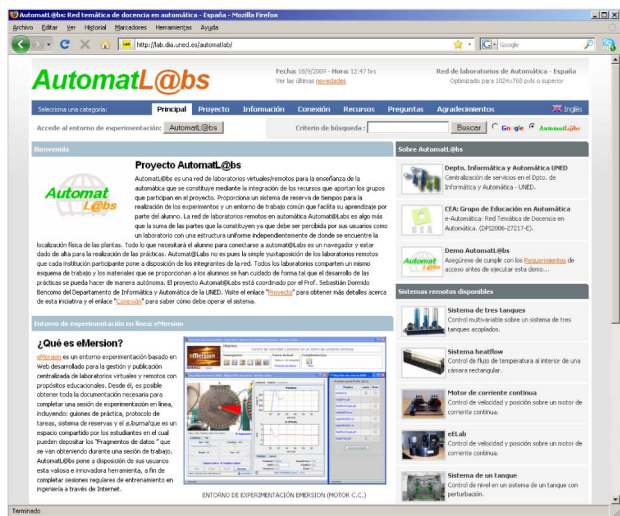 AutomatL@bs: Red temática de docencia en automática - España - Mozilla Firefox
Archivo Editar Ver Historial Marcadores Herramientas Ayuda
http://lab.dia.uned.es/automatlab/
Google
AutomatL@bs
Fecha: 18/9/2009 - Hora: 12:47 hrs
Ver las últimas novedades
Red de laboratorios de Automática - España
Optimizado para 1024x768 pxls o superior
Selecciona una categoría: Principal Proyecto Información Conexión Recursos Preguntas Agradecimientos Inglés
Accede al entorno de experimentación: AutomatL@bs Criterio de búsqueda : Buscar Google AutomatL@bs
Bienvenida
Proyecto AutomatL@bs
Automat
L@bs
AutomatL@bs es una red de laboratorios virtuales/remotos para la enseñanza de la
automática que se constituye mediante la integración de los recursos que aportan los grupos
que participan en el proyecto. Proporciona un sistema de reserva de tiempos para la
realización de los experimentos y un entorno de trabajo común que facilita su aprendizaje por
parte del alumno. La red de laboratorios remotos en automática Automat@Labs es algo más
que la suma de las partes que la constituyen y es que debe ser percibida por sus usuarios como
un laboratorio con una estructura uniforme independientemente de donde se encuentre la
localización física de las plantas. Todo lo que necesitará el alumno para conectarse a automat@Labs es un navegador y estar
dado de alta para la realización de las prácticas. Automat@Labs no es pues la simple yuxtaposición de los laboratorios remotos
que cada institución participante pone a disposición de los integrantes de la red. Todos los laboratorios comparten un mismo
esquema de trabajo y los materiales que se proporcionan a los alumnos se han cuidado de forma tal que el desarrollo de las
prácticas se pueda hacer de manera autónoma. El proyecto Automat@Labs está coordinado por el Prof. Sebastián Dormido
Bencomo del Departamento de Informática y Automática de la UNED. Visite el enlace "Proyecto" para obtener más detalles acerca
de esta iniciativa y el enlace "Conexión" para saber cómo debe operar el sistema.
Entorno de experimentación en línea: eMersion
¿Qué es eMersion?
eMersion es un entorno experimentación basado en
Web desarrollado para la gestión y publicación
centralizada de laboratorios virtuales y remotos con
propósitos educacionales. Desde él, es posible
obtener toda la documentación necesaria para
completar una sesión de experimentación en línea,
incluyendo: guiones de práctica, protocolo de
tareas, sistema de reservas y el eJournal que es un
espacio compartido por los estudiantes en el cual
pueden depositar los "Fragmentos de datos " que
se van obteniendo durante una sesión de trabajo.
AutomatL@bs pone a disposición de sus usuarios
esta valiosa e innovadora herramienta, a fin de
completar sesiones regulares de entrenamiento en
ingeniería a través de Internet.
eMersion
ENTORNO DE EXPERIMENTACIÓN EMERSION (MOTOR C.C.)
Sobre AutomatL@bs
Depto. Informática y Automática UNED
Centralización de servicios en el Dpto. de
Informática y Automática - UNED.
CEA: Grupo de Educación en Automática
e-Automática: Red Temática de Docencia en
Automática. (DPI2006-27217-E).
Demo AutomatL@bs
Asegúrese de cumplir con los Requerimientos de
acceso antes de ejecutar esta demo...
Sistemas remotos disponibles
Sistema de tres tanques
Control multivariable sobre un sistema de tres
tanques acoplados.
Sistema heatflow
Control de flujo de temperatura al interior de una
cámara rectangular.
Motor de corriente continua
Control de velocidad y posición sobre un motor de
corriente continua.
etLab
Control de velocidad y posición sobre un motor de
corriente continua.
Sistema de un tanque
Control de nivel en un sistema de un tanque con
perturbación.
Terminado